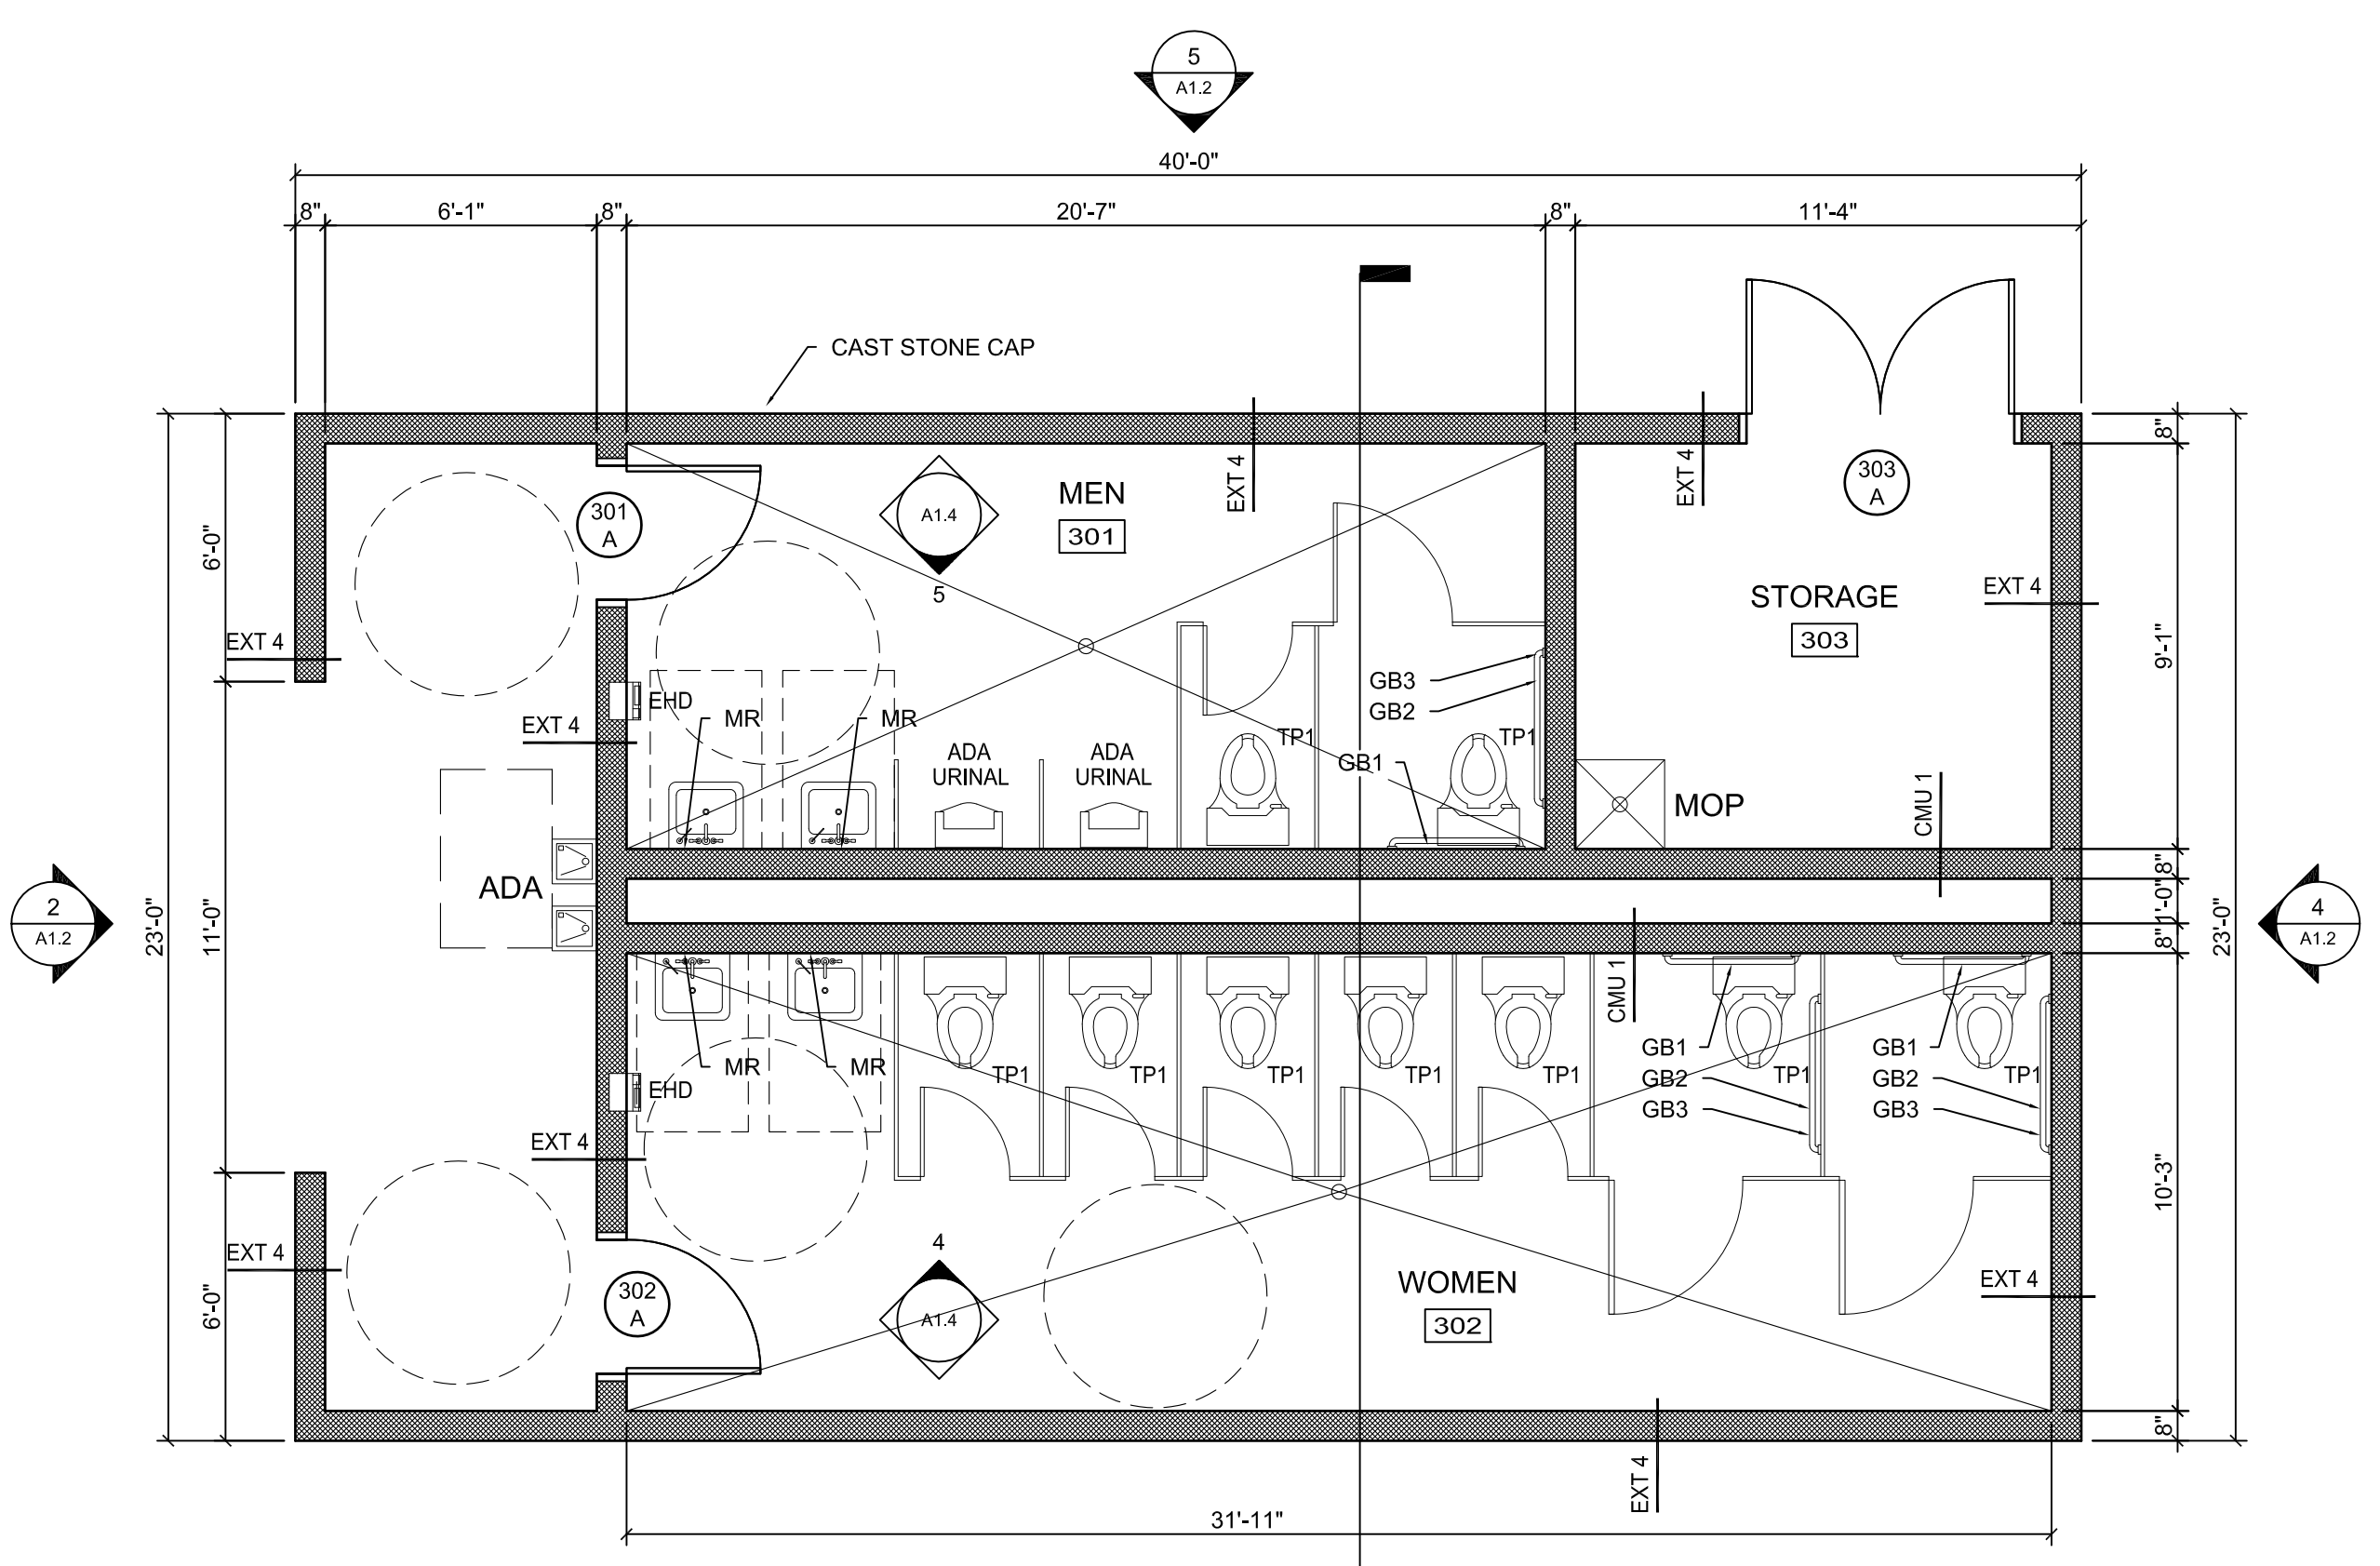 5
A1.2
40'-0"
8"
6'-1"
8"
20'-7"
8"
11'-4"
CAST STONE CAP
8"
EXT 4
EXT 4
303
A
MEN
301
301
A
A1.4
5
6'-0"
STORAGE
303
EXT 4
9'-1"
EXT 4
EHD
MR
MR
GB3
GB2
EXT 4
TP1
TP1
ADA
URINAL
ADA
URINAL
GB1
MOP
CMU 1
8"
ADA
1'-0"
2
A1.2
23'-0"
11'-0"
8"
23'-0"
4
A1.2
CMU 1
MR
MR
EHD
TP1
TP1
TP1
TP1
TP1
GB1
GB2
GB3
TP1
GB1
GB2
GB3
TP1
EXT 4
10'-3"
EXT 4
4
6'-0"
302
A
A1.4
WOMEN
302
EXT 4
8"
EXT 4
31'-11"